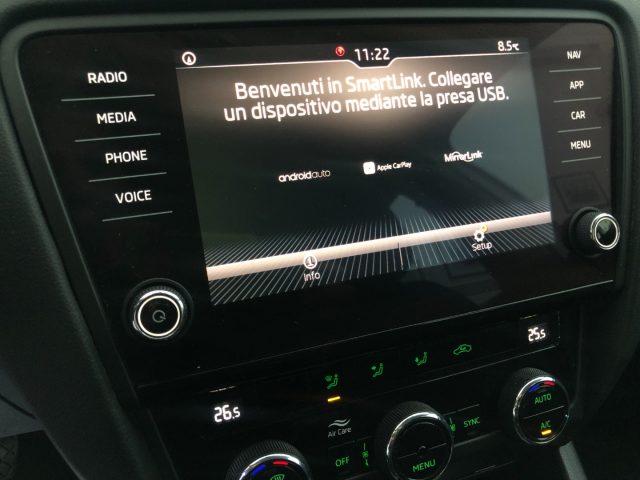 11:22
8.5°C
Benvenuti in SmartLink. Collegare
un dispositivo mediante la presa USB.
androidauto
Apple CarPlay
MirrorLink
Info
Setup
RADIO
MEDIA
PHONE
VOICE
NAV
APP
CAR
MENU
26.5
25.5
Air Care
OFF
MENU
SYNC
AUTO
A/C